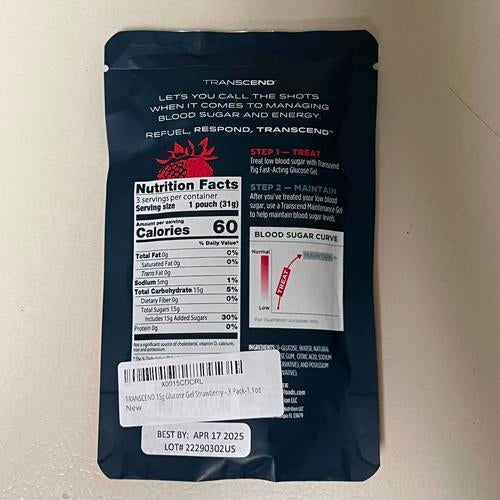 TRANSCEND™
LETS YOU CALL THE SHOTS
WHEN IT COMES TO MANAGING
BLOOD SUGAR AND ENERGY.
REFUEL, RESPOND, TRANSCEND™
STEP 1 — TREAT
Treat low blood sugar with Transcend
15g Fast-Acting Glucose Gel.
STEP 2 — MAINTAIN
After you've treated your low blood
sugar, use a Transcend Maintenance Gel
to help maintain blood sugar levels.
BLOOD SUGAR CURVE
Normal
MAINTAIN
TREAT
Low
For illustration purposes only
Nutrition Facts
3 servings per container
Serving size 1 pouch (31g)
Amount per serving
Calories 60
% Daily Value*
Total Fat 0g 0%
Saturated Fat 0g 0%
Trans Fat 0g
Sodium 5mg 1%
Total Carbohydrate 15g 5%
Dietary Fiber 0g 0%
Total Sugars 15g
Includes 15g Added Sugars 30%
Protein 0g 0%
Not a significant source of cholesterol, vitamin D, calcium,
iron and potassium.
INGREDIENTS: D-GLUCOSE, WATER, NATURAL
GUM, CITRIC ACID, SODIUM
AND POTASSIUM
X0015CDCRL
TRANSCEND 15g Glucose Gel Strawberry - 3 Pack-1.1oz
New
foods.com
LLC
Nutrition LLC
FL 33679
BEST BY: APR 17 2025
LOT# 22290302US